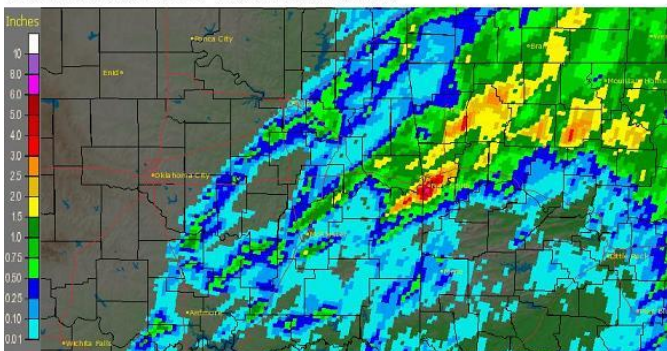 Inches
10
8.0
6.0
5.0
4.0
3.0
2.5
2.0
1.5
1.0
0.75
0.50
0.25
0.10
0.01
Ponca City
Enid
Oklahoma City
Ardmore
Wichita Falls
Mountain Home
Little Rock